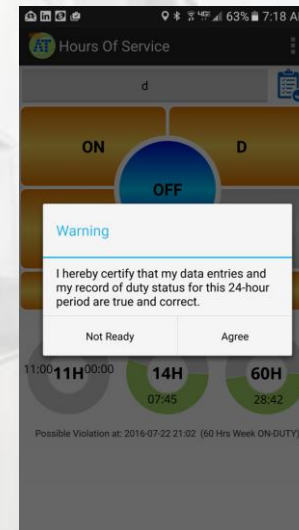 63% 7:18 AM
AT Hours Of Service
d
ON
D
OFF
Warning
I hereby certify that my data entries and
my record of duty status for this 24-hour
period are true and correct.
Not Ready
Agree
11:00 11H 00:00
14H
07:45
60H
28:42
Possible Violation at: 2016-07-22 21:02 (60 Hrs Week ON-DUTY)